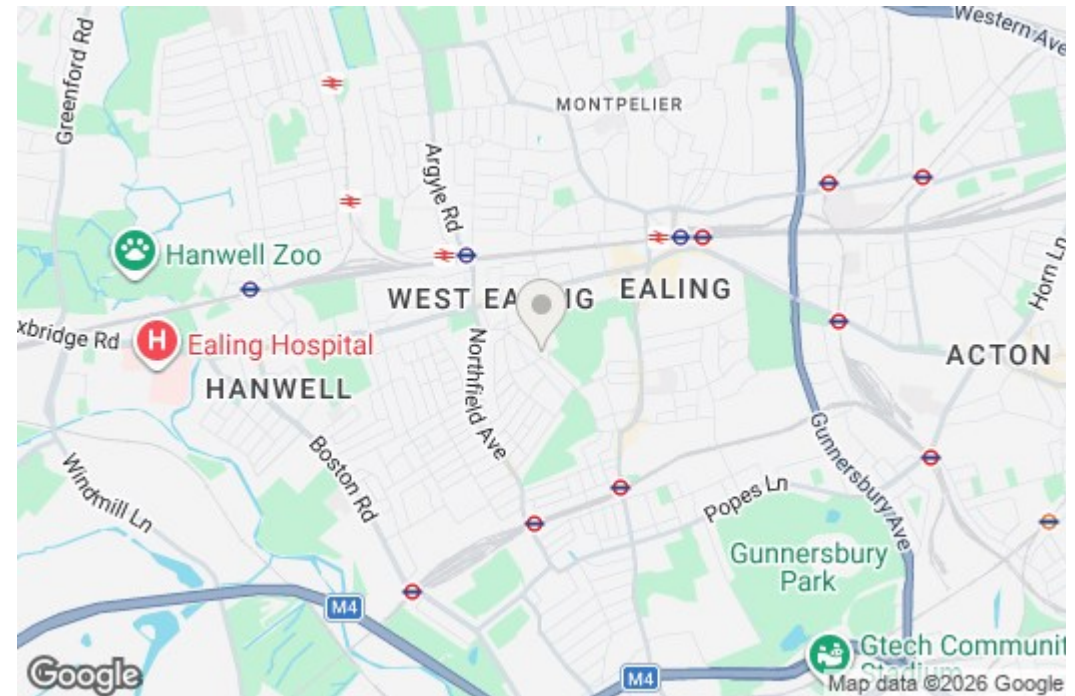 Greenford Rd
Western Ave
MONTPELIER
Argyle Rd
Hanwell Zoo
Horn Ln
WEST EALING
EALING
xbridge Rd
Ealing Hospital
HANWELL
Northfield Ave
ACTON
Boston Rd
Gunnersbury Ave
Windmill Ln
Popes Ln
Gunnersbury
Park
M4
M4
Gtech Communit
Stadium
Google
Map data ©2026 Google